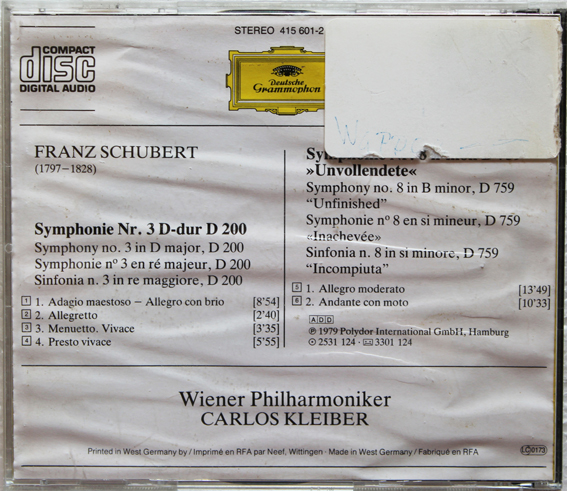 STEREO 415 601-2
COMPACT
disc
DIGITAL AUDIO
Deutsche
Grammophon
FRANZ SCHUBERT
(1797–1828)
Symphonie Nr. 3 D-dur D 200
Symphony no. 3 in D major, D 200
Symphonie nº 3 en ré majeur, D 200
Sinfonia n. 3 in re maggiore, D 200
1 1. Adagio maestoso – Allegro con brio [8'54]
2 2. Allegretto [2'40]
3 3. Menuetto. Vivace [3'35]
4 4. Presto vivace [5'55]
8
»Unvollendete«
Symphony no. 8 in B minor, D 759
“Unfinished”
Symphonie nº 8 en si mineur, D 759
«Inachevée»
Sinfonia n. 8 in si minore, D 759
“Incompiuta”
5 1. Allegro moderato [13'49]
6 2. Andante con moto [10'33]
ADD
℗ 1979 Polydor International GmbH, Hamburg
2531 124 · 3301 124
Wiener Philharmoniker
CARLOS KLEIBER
Printed in West Germany by / Imprimé en RFA par Neef, Wittingen · Made in West Germany / Fabriqué en RFA
LC 0173